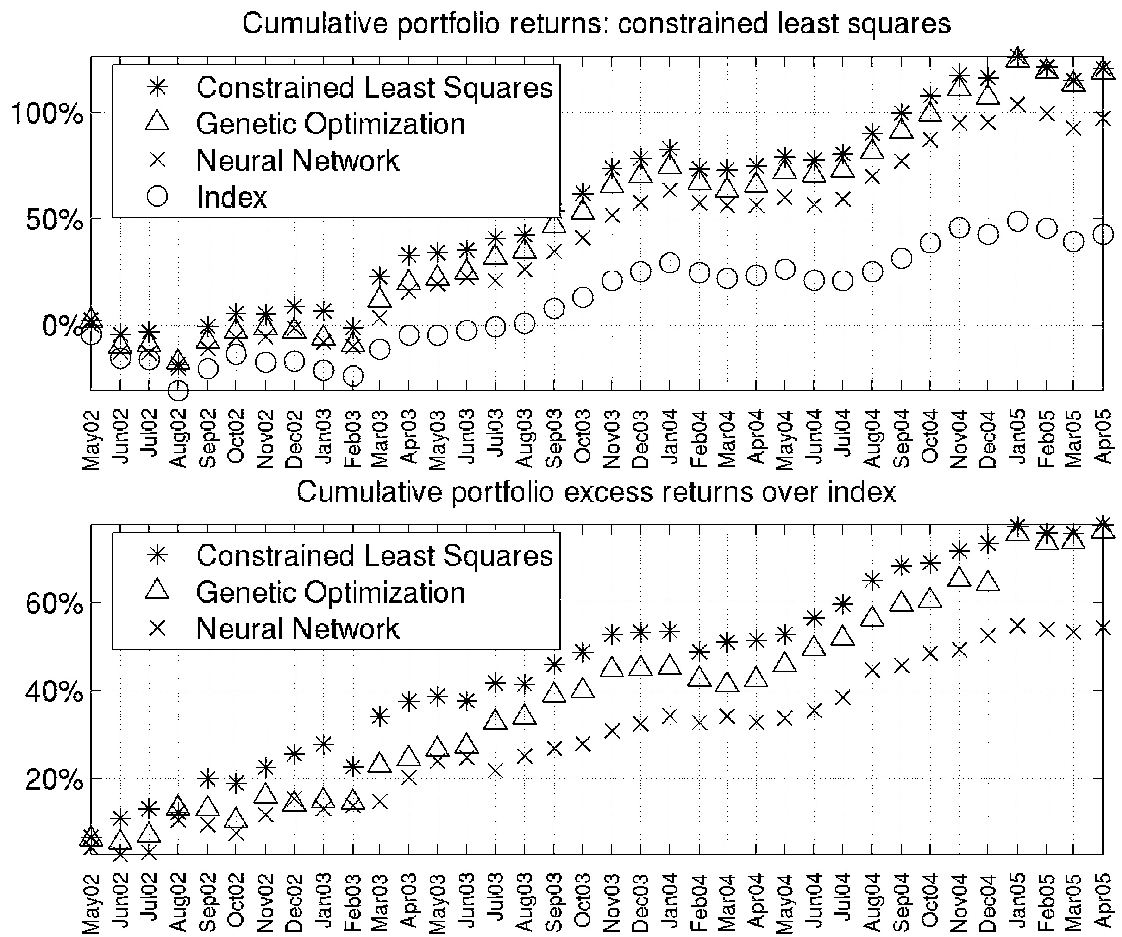 Cumulative portfolio returns: constrained least squares
Constrained Least Squares
Genetic Optimization
Neural Network
Index
100%
50%
0%
May02 Jun02 Jul02 Aug02 Sep02 Oct02 Nov02 Dec02 Jan03 Feb03 Mar03 Apr03 May03 Jun03 Jul03 Aug03 Sep03 Oct03 Nov03 Dec03 Jan04 Feb04 Mar04 Apr04 May04 Jun04 Jul04 Aug04 Sep04 Oct04 Nov04 Dec04 Jan05 Feb05 Mar05 Apr05
Cumulative portfolio excess returns over index
Constrained Least Squares
Genetic Optimization
Neural Network
60%
40%
20%
May02 Jun02 Jul02 Aug02 Sep02 Oct02 Nov02 Dec02 Jan03 Feb03 Mar03 Apr03 May03 Jun03 Jul03 Aug03 Sep03 Oct03 Nov03 Dec03 Jan04 Feb04 Mar04 Apr04 May04 Jun04 Jul04 Aug04 Sep04 Oct04 Nov04 Dec04 Jan05 Feb05 Mar05 Apr05